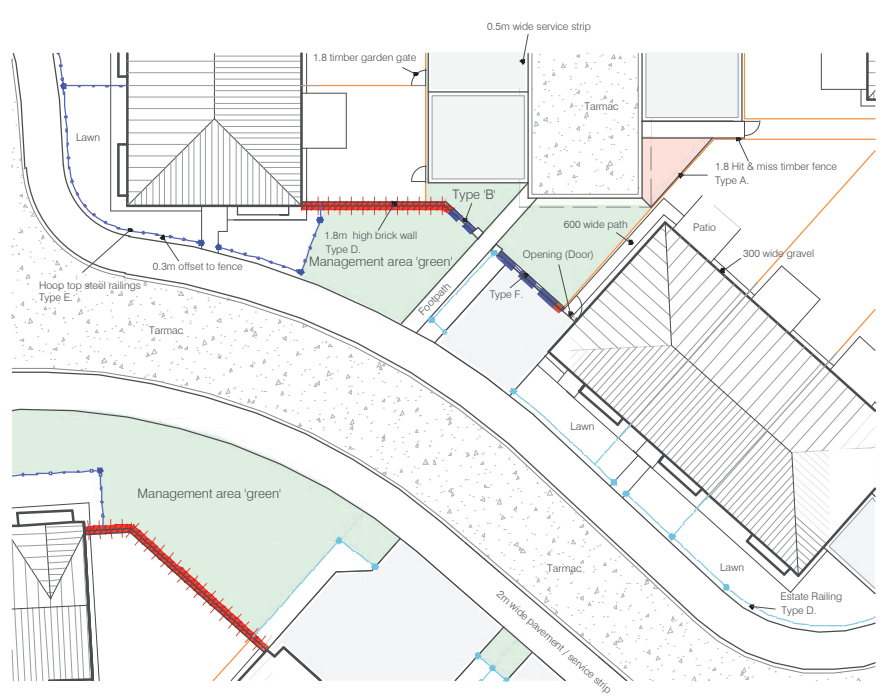 0.5m wide service strip
1.8 timber garden gate
Tarmac
Lawn
1.8 Hit & miss timber fence
Type A.
Type 'B'
600 wide path
Patio
1.8m  high brick wall
Type D.
Management area 'green'
Opening (Door)
300 wide gravel
0.3m offset to fence
Hoop top steel railings
Type E.
Type F.
Footpath
Tarmac
Lawn
Management area 'green'
Tarmac
Lawn
Estate Railing
Type D.
2m wide pavement / service strip